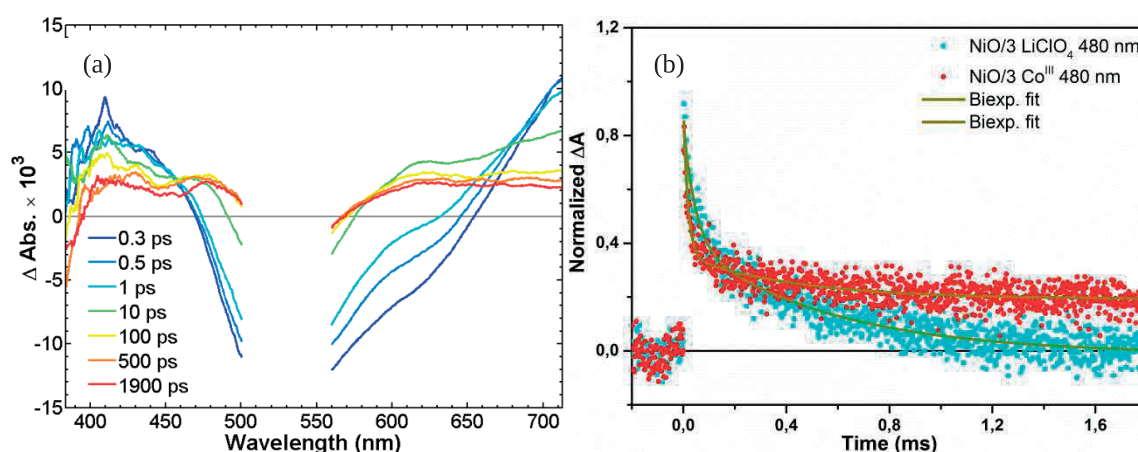 (a)
Δ Abs. × 10³
15
10
5
0
-5
-10
-15
0.3 ps
0.5 ps
1 ps
10 ps
100 ps
500 ps
1900 ps
400 450 500 550 600 650 700
Wavelength (nm)
(b)
Normalized ΔA
1,2
0,8
0,4
0,0
NiO/3 LiClO₄ 480 nm
NiO/3 Coᴵᴵᴵ 480 nm
Biexp. fit
Biexp. fit
0,0 0,4 0,8 1,2 1,6
Time (ms)